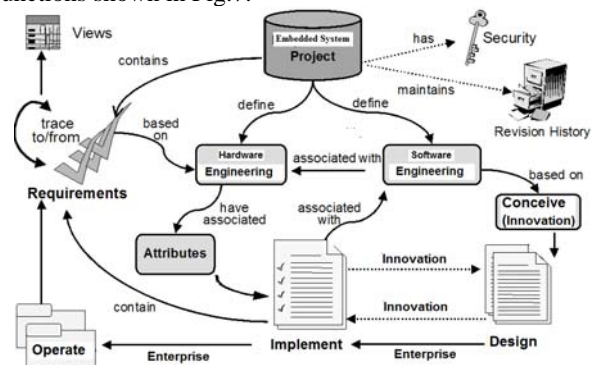 unctions shown in Fig.7.
Views
Embedded System
Project
has
Security
contains
maintains
Revision History
trace
to/from
based
on
define
define
Requirements
Hardware
Engineering
associated with
Software
Engineering
based on
Conceive
(Innovation)
have
associated
associated
with
Attributes
Innovation
Innovation
contain
Operate
Enterprise
Implement
Enterprise
Design